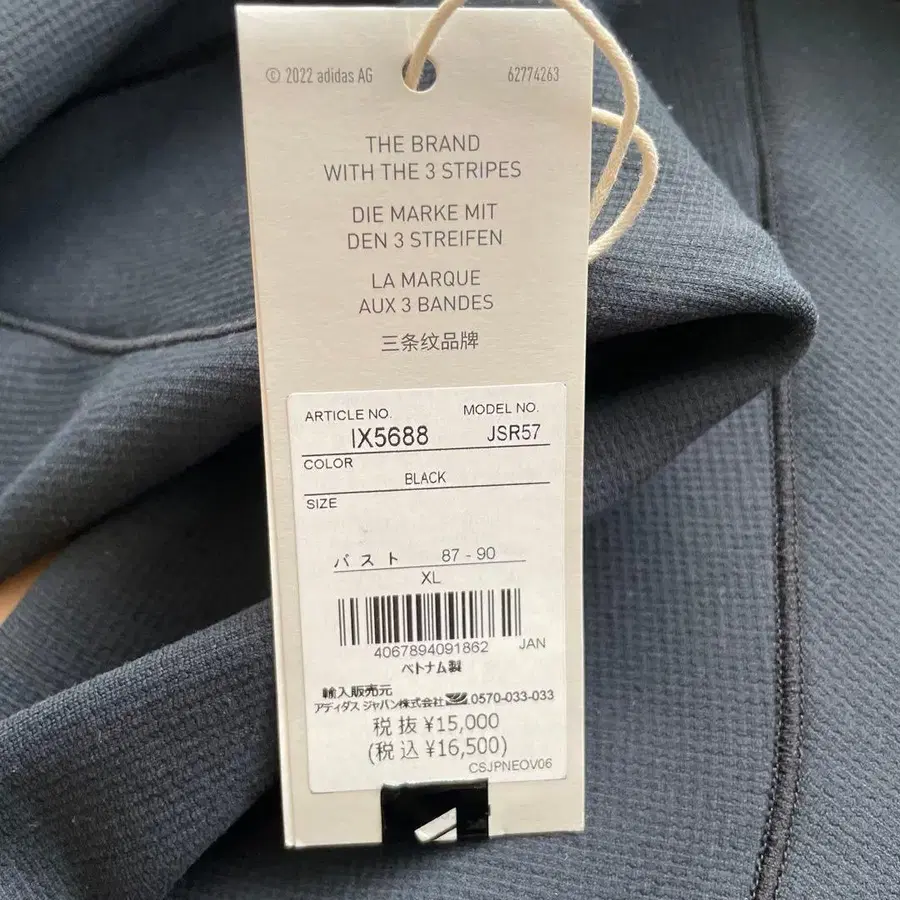 © 2022 adidas AG 62774263
THE BRAND
WITH THE 3 STRIPES
DIE MARKE MIT
DEN 3 STREIFEN
LA MARQUE
AUX 3 BANDES
三条纹品牌
ARTICLE NO. MODEL NO.
IX5688 JSR57
COLOR
BLACK
SIZE
バスト 87 - 90
XL
4067894091862 JAN
ベトナム製
輸入販売元
アディダス ジャパン株式会社 0570-033-033
税抜 ¥15,000
(税込 ¥16,500)
CSJPNEOV06